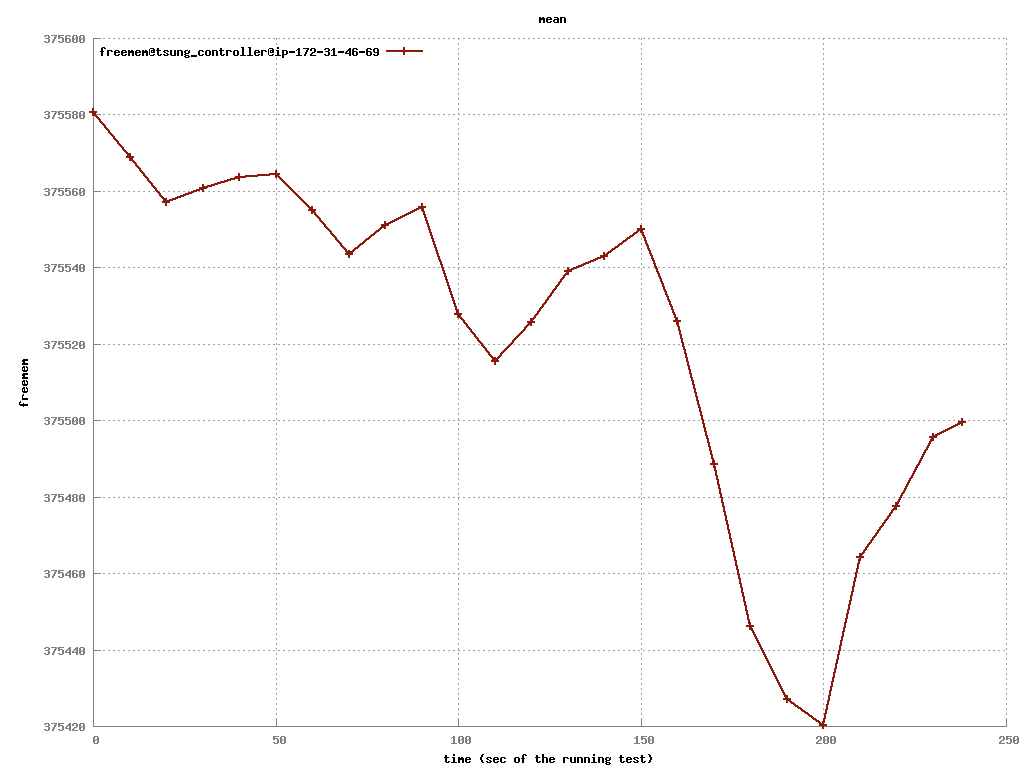 mean
375600
freemem@tsung_controller@ip-172-31-46-69
375580
375560
375540
375520
freemem
375500
375480
375460
375440
375420
0 50 100 150 200 250
time (sec of the running test)